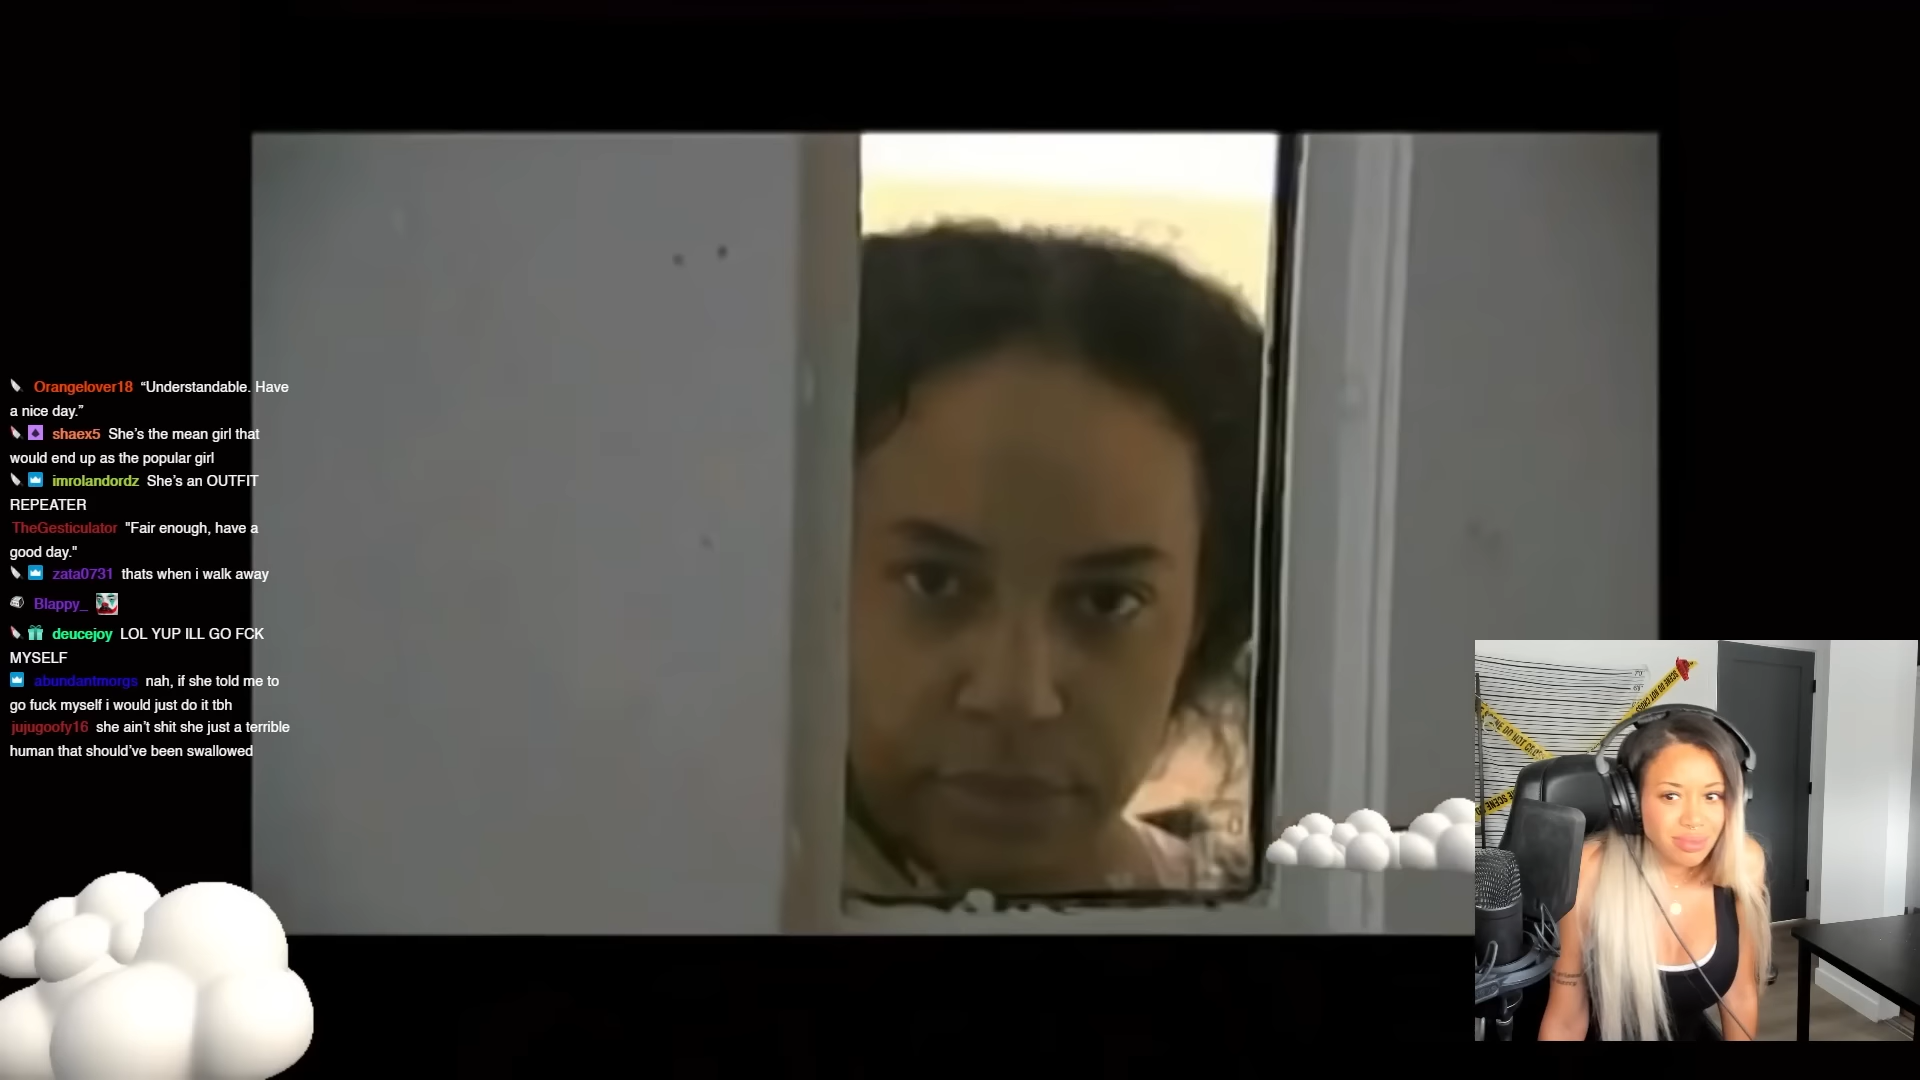 Orangelover18 “Understandable. Have
a nice day.”
shaex5 She’s the mean girl that
would end up as the popular girl
imrolandordz She’s an OUTFIT
REPEATER
TheGesticulator "Fair enough, have a
good day."
zata0731 thats when i walk away
Blappy_
deucejoy LOL YUP ILL GO FCK
MYSELF
abundantmorgs nah, if she told me to
go fuck myself i would just do it tbh
jujugoofy16 she ain’t shit she just a terrible
human that should’ve been swallowed